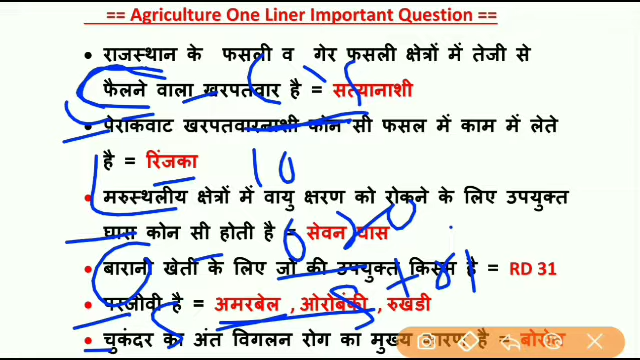 == Agriculture One Liner Important Question ==
• राजस्थान के फसली व गेर फसली क्षेत्रों में तेजी से
फैलने वाला खरपतवार है = सत्यानाशी
• पेराकवाट खरपतवारनाशी कोन सी फसल में काम में लेते
है = रिंजका
• मरुस्थलीय क्षेत्रों में वायु क्षरण को रोकने के लिए उपयुक्त
घास कोन सी होती है = सेवन घास
• बारानी खेती के लिए जो की उपयुक्त किस्म है = RD 31
• परजीवी है = अमरबेल , ओरोबंकी , रुखडी
• चुकंदर का अंत विगलन रोग का मुख्य कारण है = बोरोन